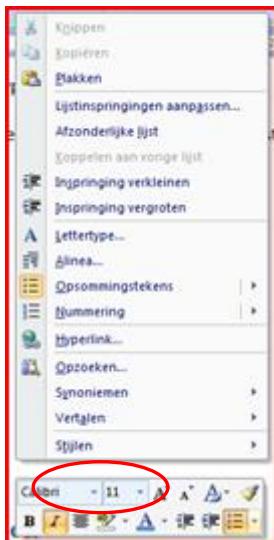 Knippen
Kopiëren
Plakken
Lijstinspringingen aanpassen...
Afzonderlijke lijst
Koppelen aan vorige lijst
Inspringing verkleinen
Inspringing vergroten
Lettertype...
Alinea...
Opsommingstekens
Nummering
Hyperlink...
Opzoeken...
Synoniemen
Vertalen
Stijlen
Calibri 11 A A A
B I A